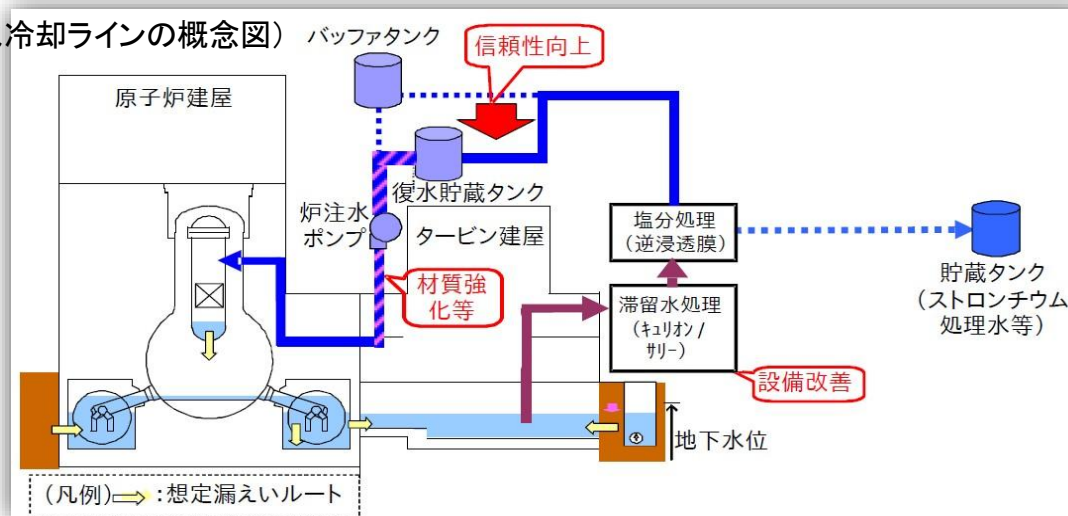 冷却ラインの概念図）
バッファタンク
信頼性向上
原子炉建屋
復水貯蔵タンク
炉注水
ポンプ
タービン建屋
塩分処理
（逆浸透膜）
貯蔵タンク
（ストロンチウム
処理水等）
材質強
化等
滞留水処理
（ｷｭﾘｵﾝ /
ｻﾘｰ）
設備改善
地下水位
（凡例） ：想定漏えいルート